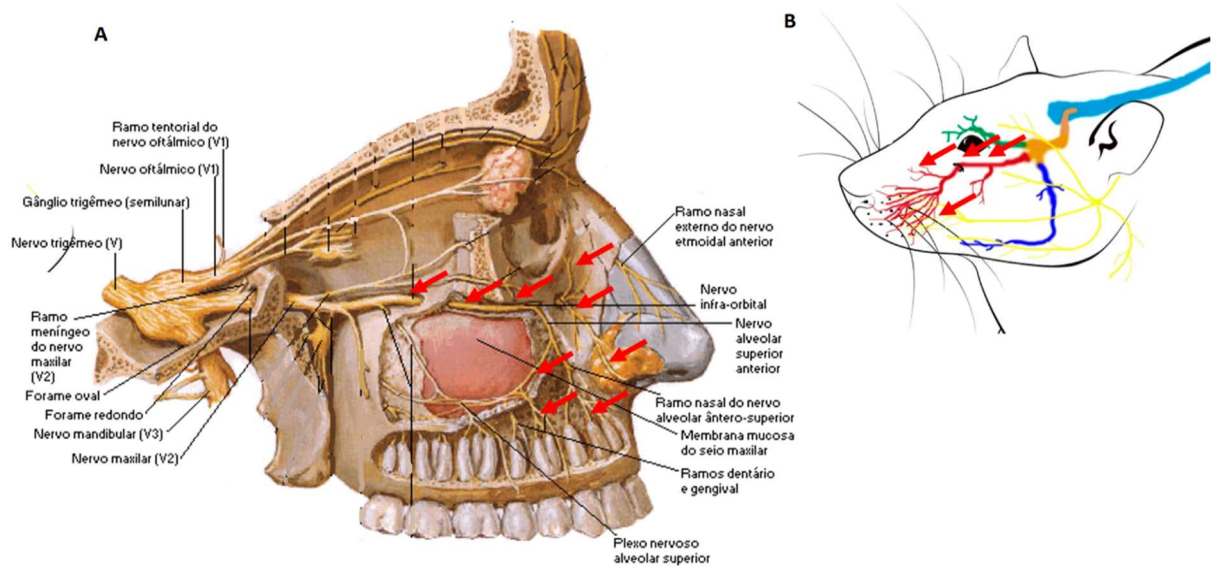 A
B
Ramo tentorial do
nervo oftálmico (V1)
Nervo oftálmico (V1)
Gânglio trigêmeo (semilunar)
Nervo trigêmeo (V)
Ramo
meníngeo
do nervo
maxilar
(V2)
Forame oval
Forame redondo
Nervo mandibular (V3)
Nervo maxilar (V2)
Ramo nasal
externo do nervo
etmoidal anterior
Nervo
infra-orbital
Nervo
alveolar
superior
anterior
Ramo nasal do nervo
alveolar ântero-superior
Membrana mucosa
do seio maxilar
Ramos dentário
e gengival
Plexo nervoso
alveolar superior